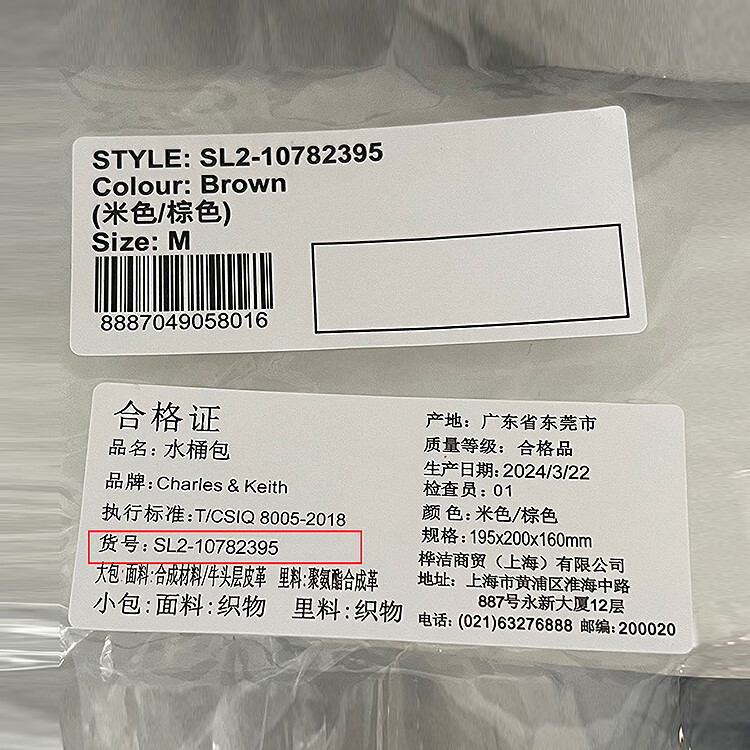 STYLE: SL2-10782395
Colour: Brown
(米色/棕色)
Size: M
8887049058016
合格证
品名: 水桶包
品牌: Charles & Keith
执行标准: T/CSIQ 8005-2018
货号: SL2-10782395
大包: 面料: 合成材料/牛头层皮革 里料: 聚氨酯合成革
小包: 面料: 织物 里料: 织物
产地: 广东省东莞市
质量等级: 合格品
生产日期: 2024/3/22
检查员: 01
颜色: 米色/棕色
规格: 195x200x160mm
桦洁商贸（上海）有限公司
地址: 上海市黄浦区淮海中路
887号永新大厦12层
电话: (021)63276888 邮编: 200020